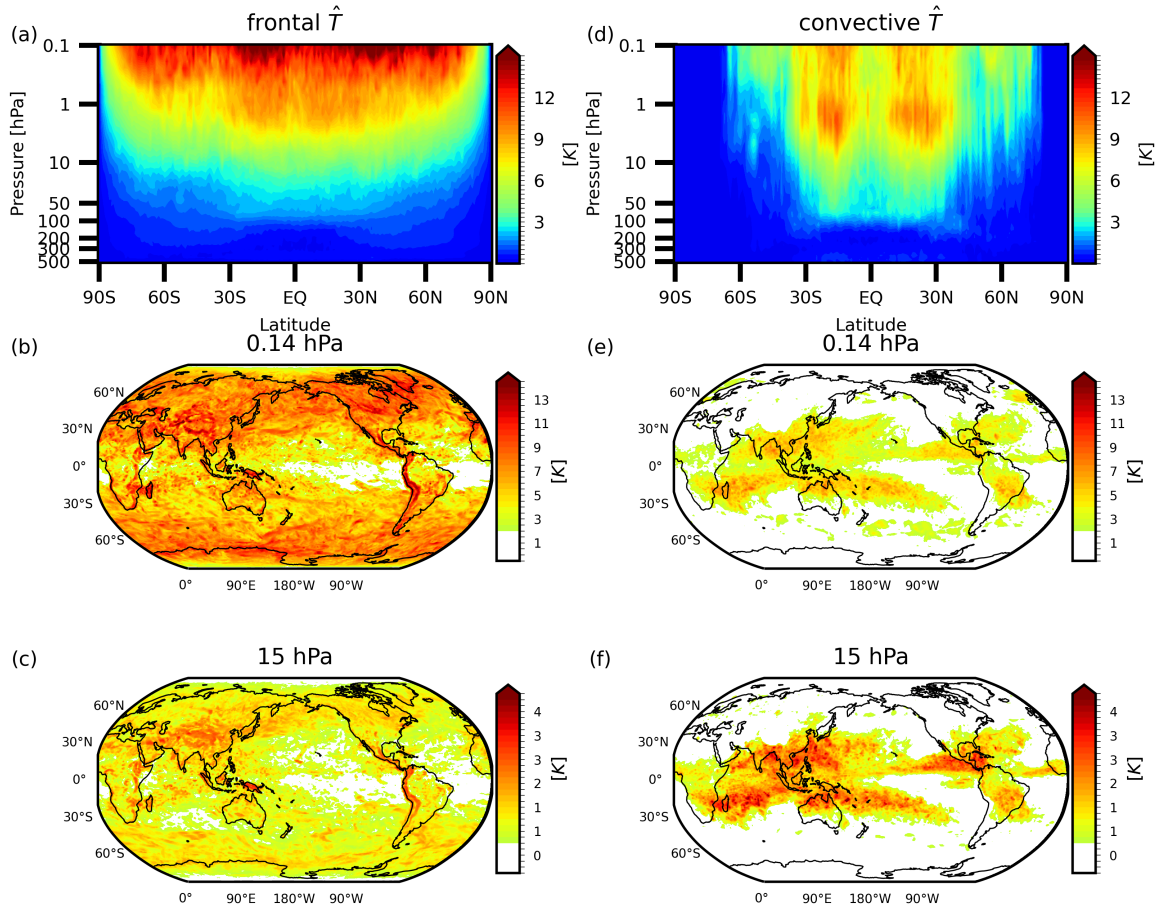 (a)
frontal T̂
0.1
1
10
50
100
200
300
500
Pressure [hPa]
90S 60S 30S EQ 30N 60N 90N
Latitude
12
9
6
3
[K]
(d)
convective T̂
0.1
1
10
50
100
200
300
500
Pressure [hPa]
90S 60S 30S EQ 30N 60N 90N
Latitude
12
9
6
3
[K]
(b)
0.14 hPa
60°N
30°N
0°
30°S
60°S
0° 90°E 180°W 90°W
13
11
9
7
5
3
1
[K]
(e)
0.14 hPa
60°N
30°N
0°
30°S
60°S
0° 90°E 180°W 90°W
13
11
9
7
5
3
1
[K]
(c)
15 hPa
60°N
30°N
0°
30°S
60°S
0° 90°E 180°W 90°W
4
3
3
2
1
1
0
[K]
(f)
15 hPa
60°N
30°N
0°
30°S
60°S
0° 90°E 180°W 90°W
4
3
3
2
1
1
0
[K]